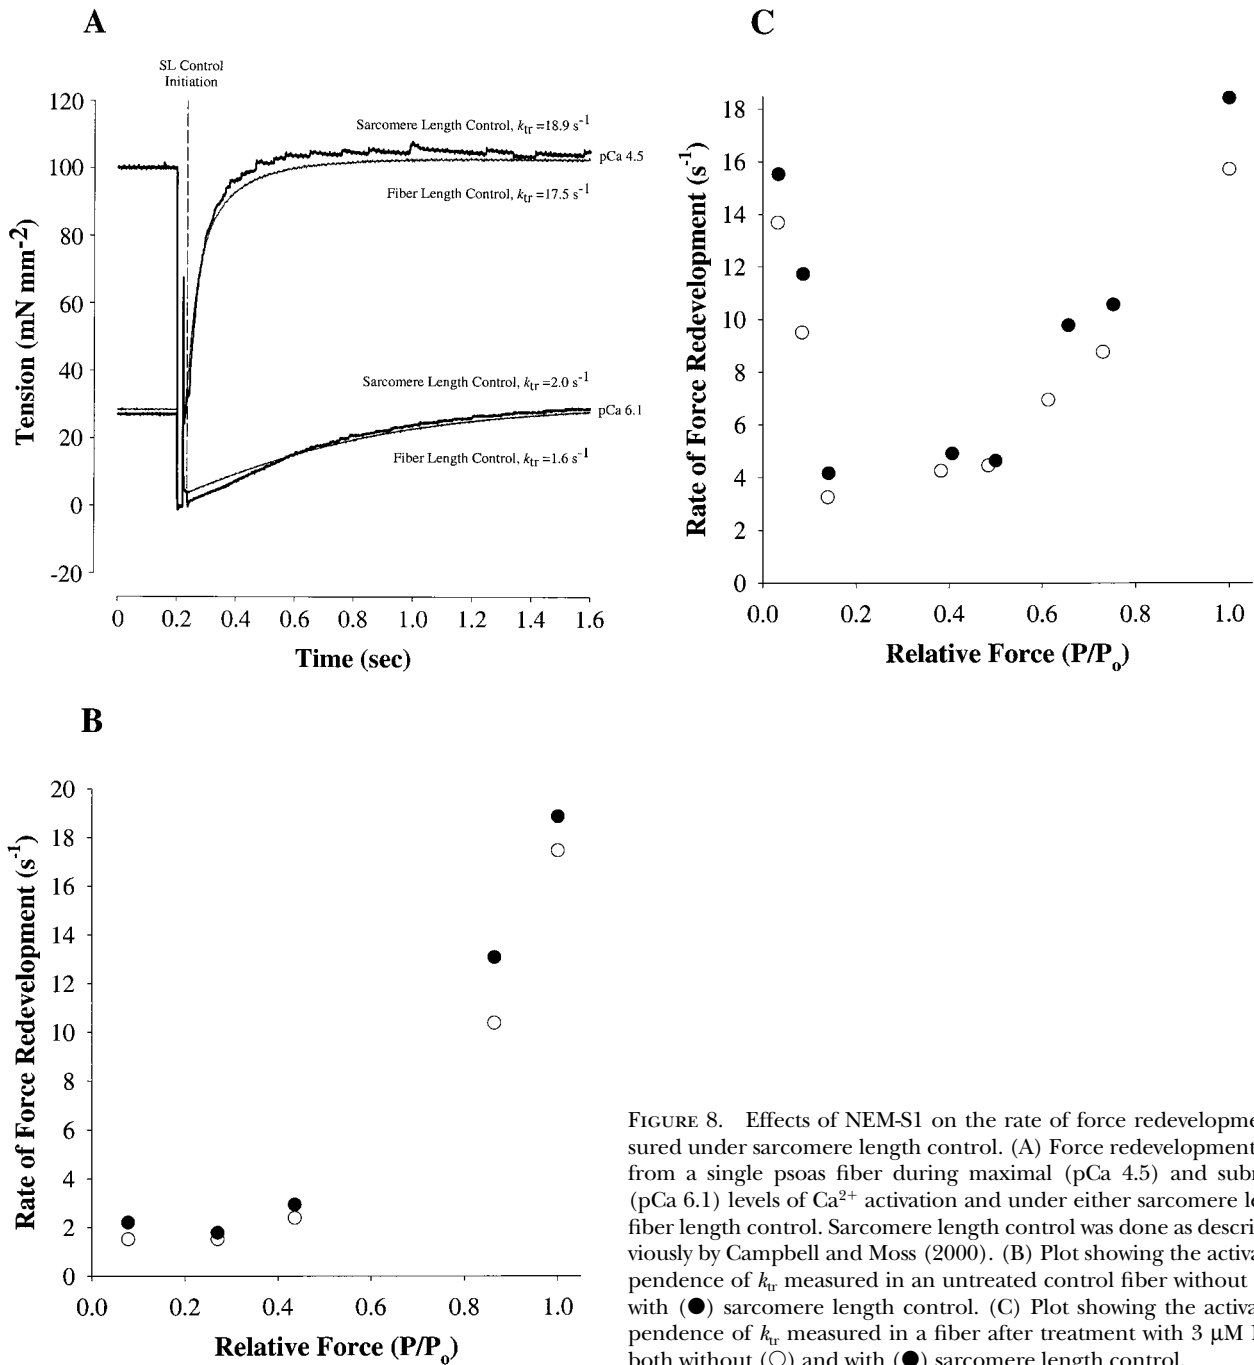 A
SL Control
Initiation
120
100
80
60
40
20
0
-20
Tension (mN mm-2)
Sarcomere Length Control, ktr =18.9 s-1
pCa 4.5
Fiber Length Control, ktr =17.5 s-1
Sarcomere Length Control, ktr =2.0 s-1
pCa 6.1
Fiber Length Control, ktr =1.6 s-1
0 0.2 0.4 0.6 0.8 1.0 1.2 1.4 1.6
Time (sec)
C
18
16
14
12
10
8
6
4
2
0
Rate of Force Redevelopment (s-1)
0.0 0.2 0.4 0.6 0.8 1.0
Relative Force (P/Po)
B
20
18
16
14
12
10
8
6
4
2
0
Rate of Force Redevelopment (s-1)
0.0 0.2 0.4 0.6 0.8 1.0
Relative Force (P/Po)
FIGURE 8. Effects of NEM-S1 on the rate of force redevelopme
sured under sarcomere length control. (A) Force redevelopment
from a single psoas fiber during maximal (pCa 4.5) and subm
(pCa 6.1) levels of Ca2+ activation and under either sarcomere le
fiber length control. Sarcomere length control was done as descri
viously by Campbell and Moss (2000). (B) Plot showing the activa
pendence of ktr measured in an untreated control fiber without
with (●) sarcomere length control. (C) Plot showing the activa
pendence of ktr measured in a fiber after treatment with 3 μM
both without (○) and with (●) sarcomere length control.